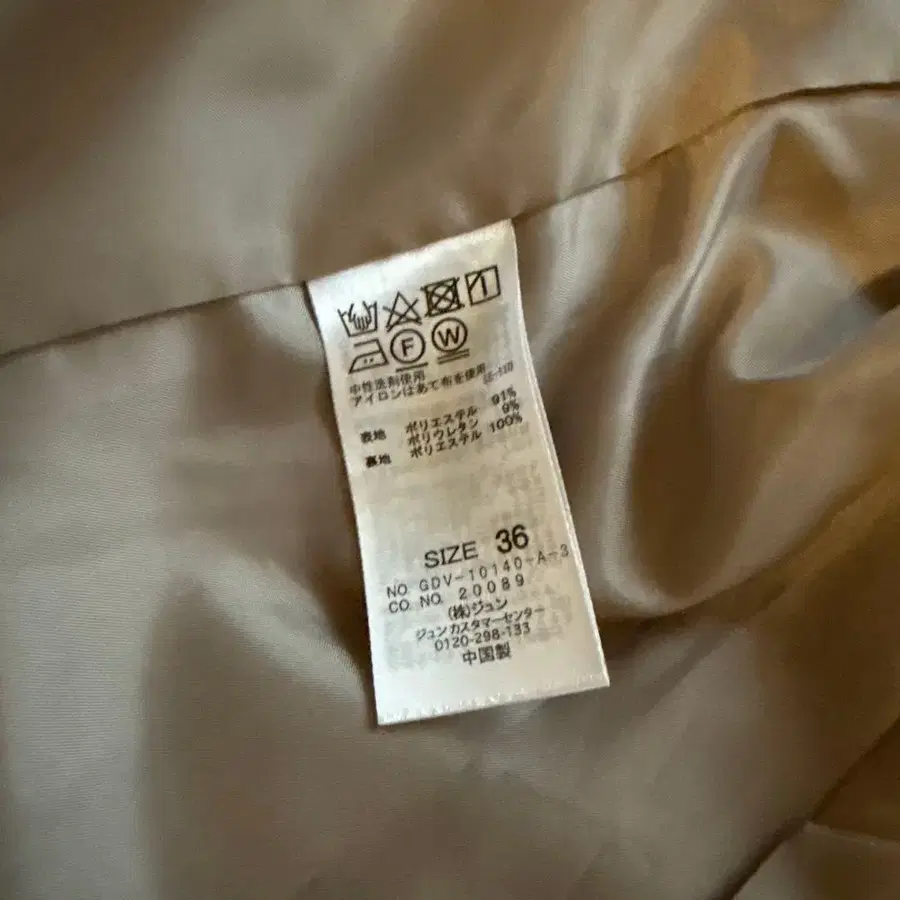 F W
中性洗剤使用
アイロンはあて布を使用
表地 ポリエステル 91%
ポリウレタン 9%
裏地 ポリエステル 100%
SIZE 36
NO. GDV-10140-A-3
CO. NO. 20089
(株)ジュン
ジュンカスタマーセンター
0120-298-133
中国製